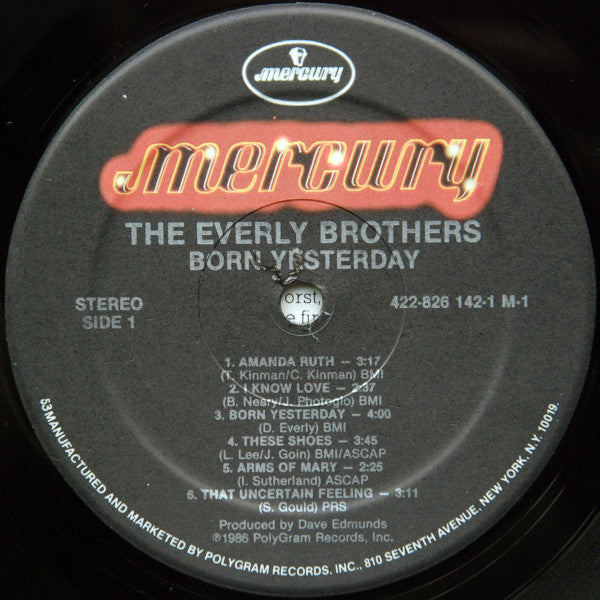 mercury
mercury
THE EVERLY BROTHERS
BORN YESTERDAY
STEREO
SIDE 1
422-826 142-1 M-1
orst,
e fi
1. AMANDA RUTH — 3:17
(T. Kinman/C. Kinman) BMI
2. I KNOW LOVE — 2:37
(B. Neary/J. Photoglo) BMI
3. BORN YESTERDAY — 4:00
(D. Everly) BMI
4. THESE SHOES — 3:45
(L. Lee/J. Goin) BMI/ASCAP
5. ARMS OF MARY — 2:25
(I. Sutherland) ASCAP
6. THAT UNCERTAIN FEELING — 3:11
(S. Gould) PRS
Produced by Dave Edmunds
℗1986 PolyGram Records, Inc.
53 MANUFACTURED AND MARKETED BY POLYGRAM RECORDS, INC., 810 SEVENTH AVENUE, NEW YORK, N.Y. 10019.